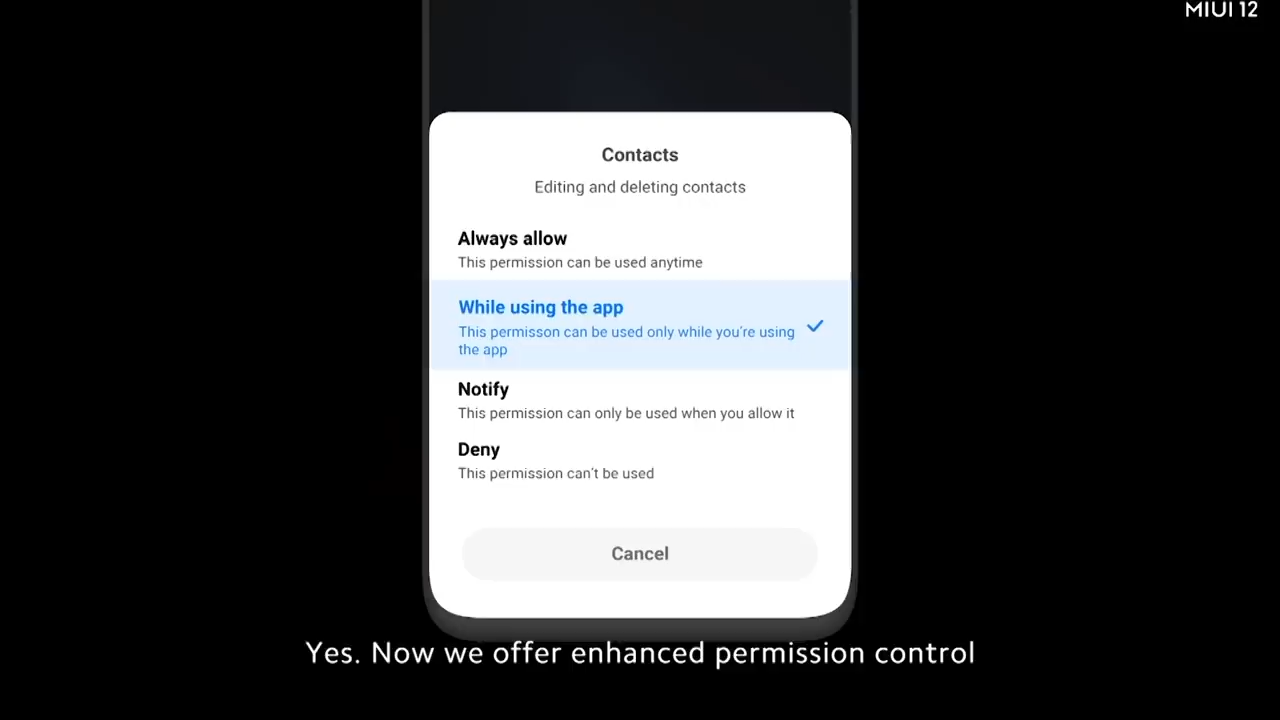 MIUI 12
Contacts
Editing and deleting contacts
Always allow
This permission can be used anytime
While using the app
This permisson can be used only while you're using
the app
Notify
This permission can only be used when you allow it
Deny
This permission can't be used
Cancel
Yes. Now we offer enhanced permission control